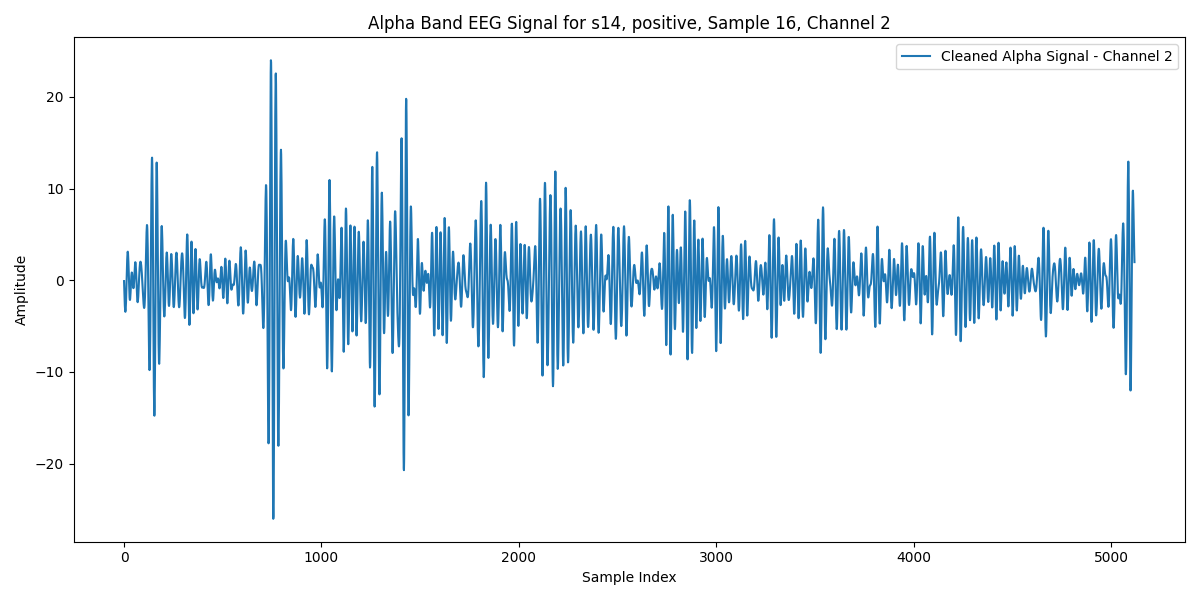 Alpha Band EEG Signal for s14, positive, Sample 16, Channel 2
Cleaned Alpha Signal - Channel 2
20
10
0
−10
−20
Amplitude
0 1000 2000 3000 4000 5000
Sample Index